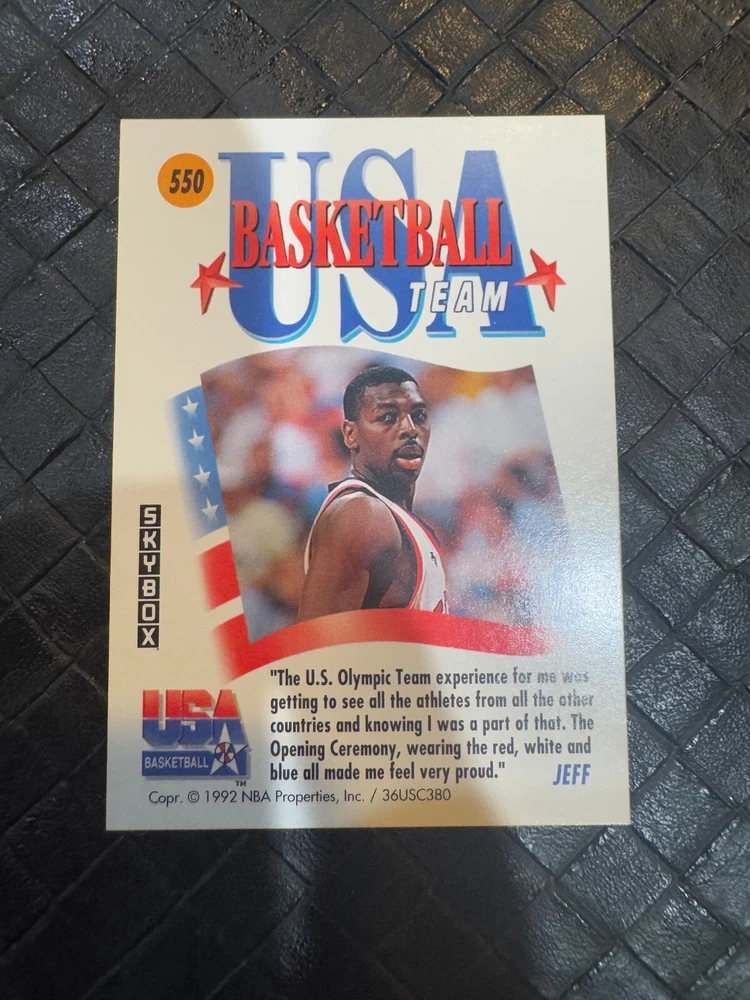 550
USA
BASKETBALL
TEAM
SKYBOX
"The U.S. Olympic Team experience for me was
getting to see all the athletes from all the other
countries and knowing I was a part of that. The
Opening Ceremony, wearing the red, white and
blue all made me feel very proud."
JEFF
USA
BASKETBALL
TM
Copr. © 1992 NBA Properties, Inc. / 36USC380